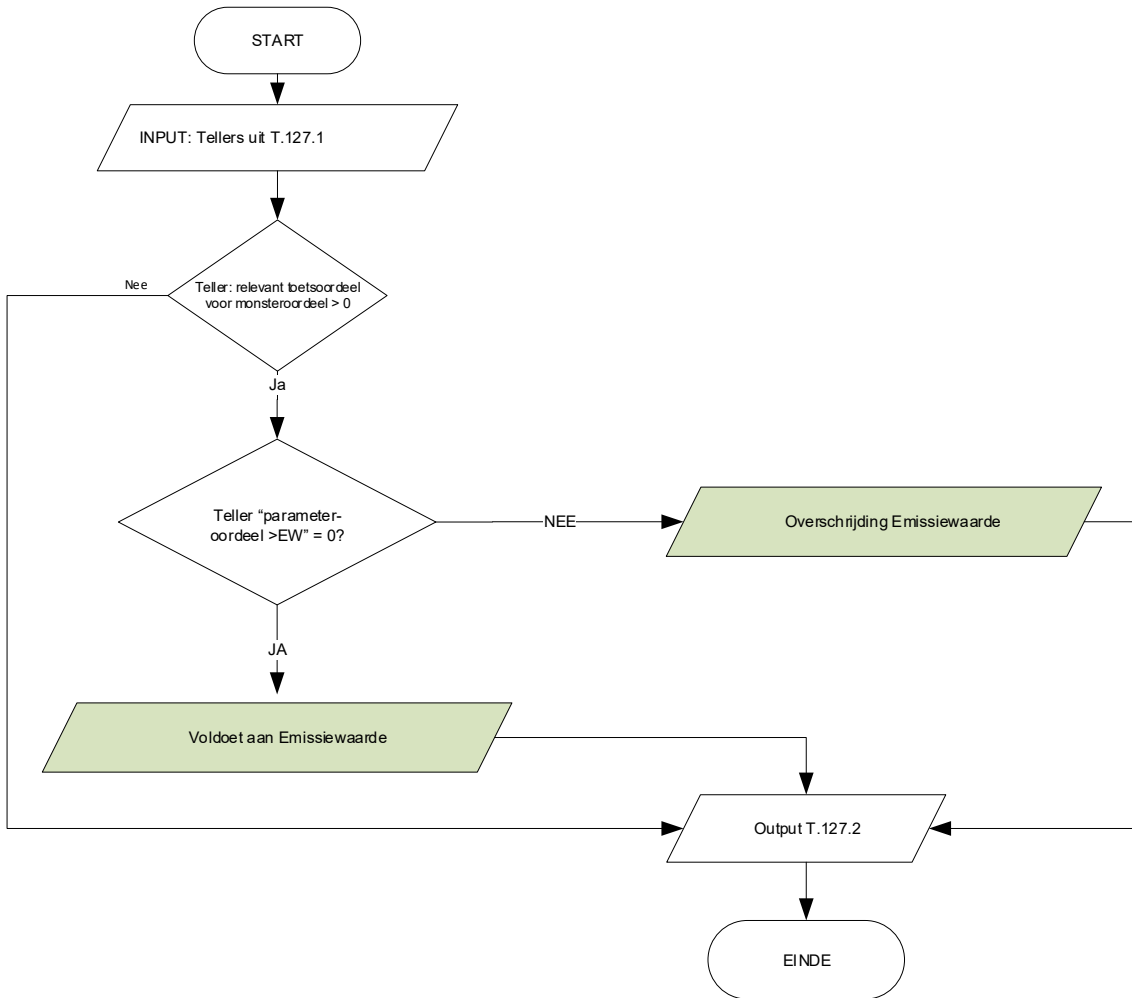 START
INPUT: Tellers uit T.127.1
Nee
Teller: relevant toetsoordeel
voor monsteroordeel > 0
Ja
Teller “parameter-
oordeel >EW” = 0?
NEE
Overschrijding Emissiewaarde
JA
Voldoet aan Emissiewaarde
Output T.127.2
EINDE